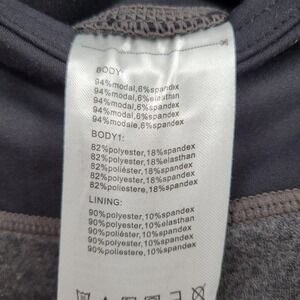 BODY:
94%modal,6%spandex
94%modal,6%elasthan
94%modal,6%spandex
94%modal,6%spandex
94%modale,6%spandex
BODY1:
82%polyester,18%spandex
82%polyester,18%elasthan
82%poliéster,18%spandex
82%polyester,18%spandex
82%poliestere,18%spandex
LINING:
90%polyester,10%spandex
90%polyester,10%elasthan
90%poliéster,10%spandex
90%polyester,10%spandex
90%poliestere,10%spandex